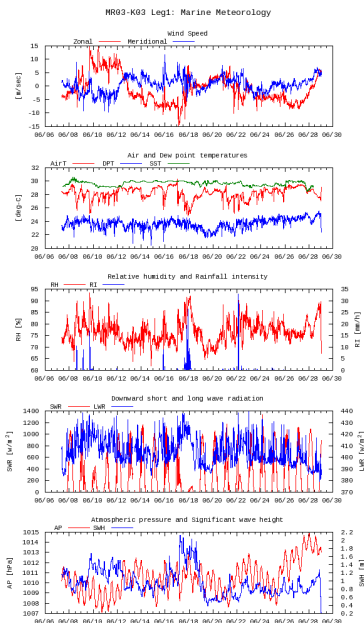 MR03-K03 Leg1: Marine Meteorology
Wind Speed
Zonal Meridional
15
10
5
0
-5
-10
-15
[m/sec]
06/06 06/08 06/10 06/12 06/14 06/16 06/18 06/20 06/22 06/24 06/26 06/28 06/30
Air and Dew point temperatures
AirT DPT SST
32
30
28
26
24
22
20
[deg-C]
06/06 06/08 06/10 06/12 06/14 06/16 06/18 06/20 06/22 06/24 06/26 06/28 06/30
Relative humidity and Rainfall intensity
RH RI
95
90
85
80
75
70
65
60
RH [%]
35
30
25
20
15
10
5
0
RI [mm/h]
06/06 06/08 06/10 06/12 06/14 06/16 06/18 06/20 06/22 06/24 06/26 06/28 06/30
Downward short and long wave radiation
SWR LWR
1400
1200
1000
800
600
400
200
0
SWR [w/m²]
440
430
420
410
400
390
380
370
LWR [w/m²]
06/06 06/08 06/10 06/12 06/14 06/16 06/18 06/20 06/22 06/24 06/26 06/28 06/30
Atmospheric pressure and Significant wave height
AP SWH
1015
1014
1013
1012
1011
1010
1009
1008
1007
AP [hPa]
2.2
2
1.8
1.6
1.4
1.2
1
0.8
0.6
0.4
0.2
SWH [m]
06/06 06/08 06/10 06/12 06/14 06/16 06/18 06/20 06/22 06/24 06/26 06/28 06/30